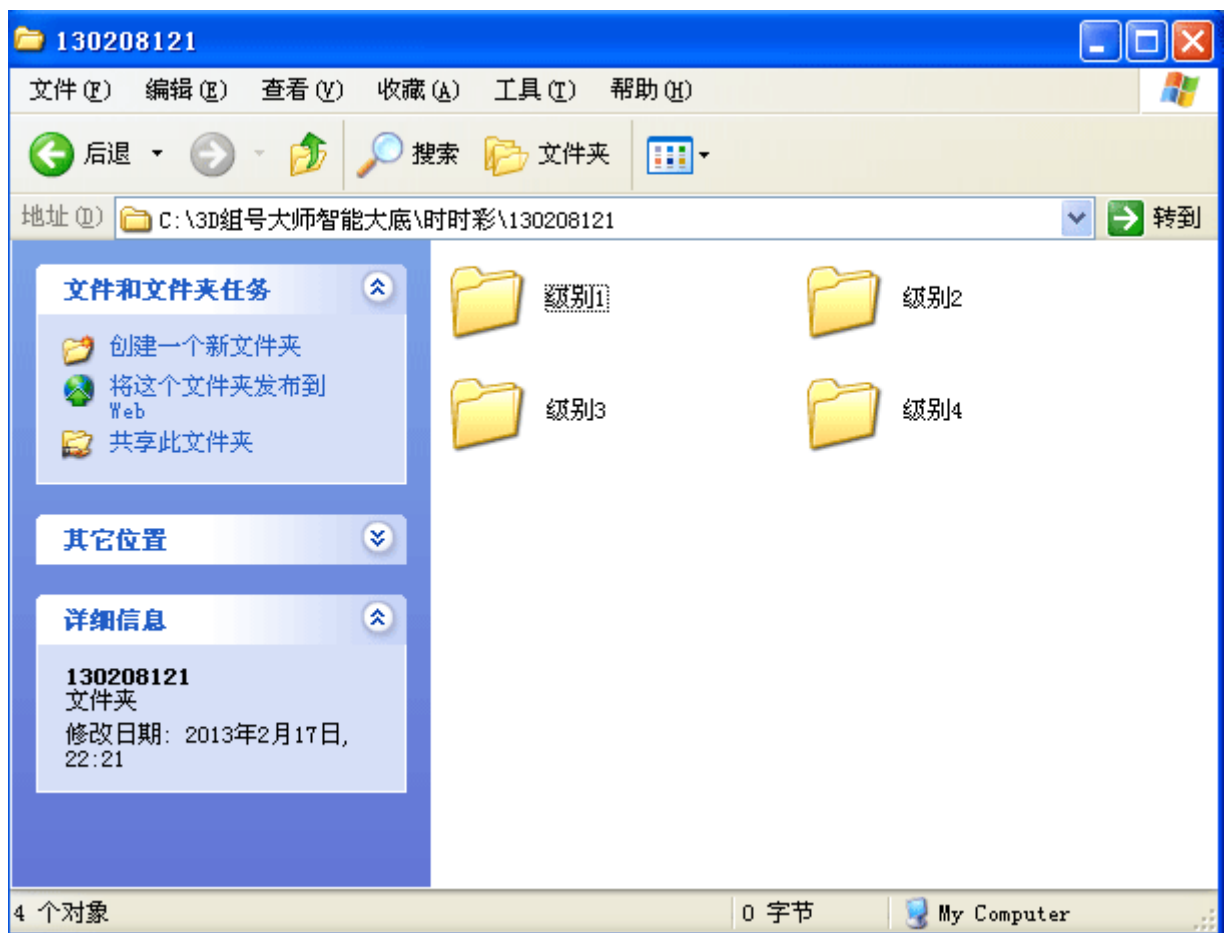 130208121
文件(F) 编辑(E) 查看(V) 收藏(A) 工具(T) 帮助(H)
后退 搜索 文件夹
地址(D) C:\3D组号大师智能大底\时时彩\130208121 转到
文件和文件夹任务
创建一个新文件夹
将这个文件夹发布到
Web
共享此文件夹
其它位置
详细信息
130208121
文件夹
修改日期: 2013年2月17日,
22:21
级别1 级别2
级别3 级别4
4 个对象 0 字节 My Computer